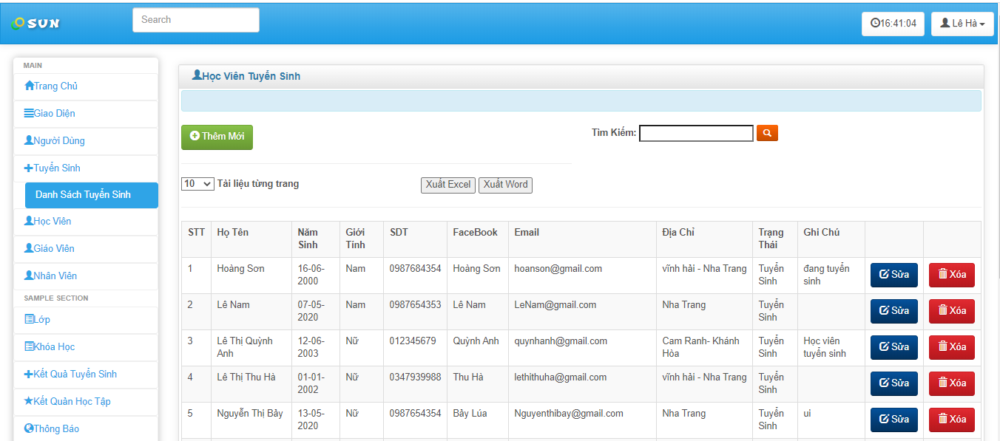 SUN
Search
16:41:04
Lê Hà
MAIN
Trang Chủ
Giao Diện
Người Dùng
Tuyển Sinh
Danh Sách Tuyển Sinh
Học Viên
Giáo Viên
Nhân Viên
SAMPLE SECTION
Lớp
Khóa Học
Kết Quả Tuyển Sinh
Kết Quản Học Tập
Thông Báo
Học Viên Tuyển Sinh
Thêm Mới
Tìm Kiếm:
10 Tài liệu từng trang
Xuất Excel Xuất Word
STT Họ Tên Năm Sinh Giới Tính SDT FaceBook Email Địa Chỉ Trạng Thái Ghi Chú
1 Hoàng Sơn 16-06-2000 Nam 0987684354 Hoàng Sơn hoanson@gmail.com vĩnh hải - Nha Trang Tuyển Sinh đang tuyển sinh Sửa Xóa
2 Lê Nam 07-05-2020 Nam 0987654353 Lê Nam LeNam@gmail.com Nha Trang Tuyển Sinh Sửa Xóa
3 Lê Thị Quỳnh Anh 12-06-2003 Nữ 012345679 Quỳnh Anh quynhanh@gmail.com Cam Ranh- Khánh Hòa Tuyển Sinh Học viên tuyển sinh Sửa Xóa
4 Lê Thị Thu Hà 01-01-2002 Nữ 0347939988 Thu Hà lethithuha@gmail.com vĩnh hải - Nha Trang Tuyển Sinh Sửa Xóa
5 Nguyễn Thị Bảy 13-05-2020 Nữ 0987654354 Bảy Lúa Nguyenthibay@gmail.com Nha Trang Tuyển Sinh ui Sửa Xóa